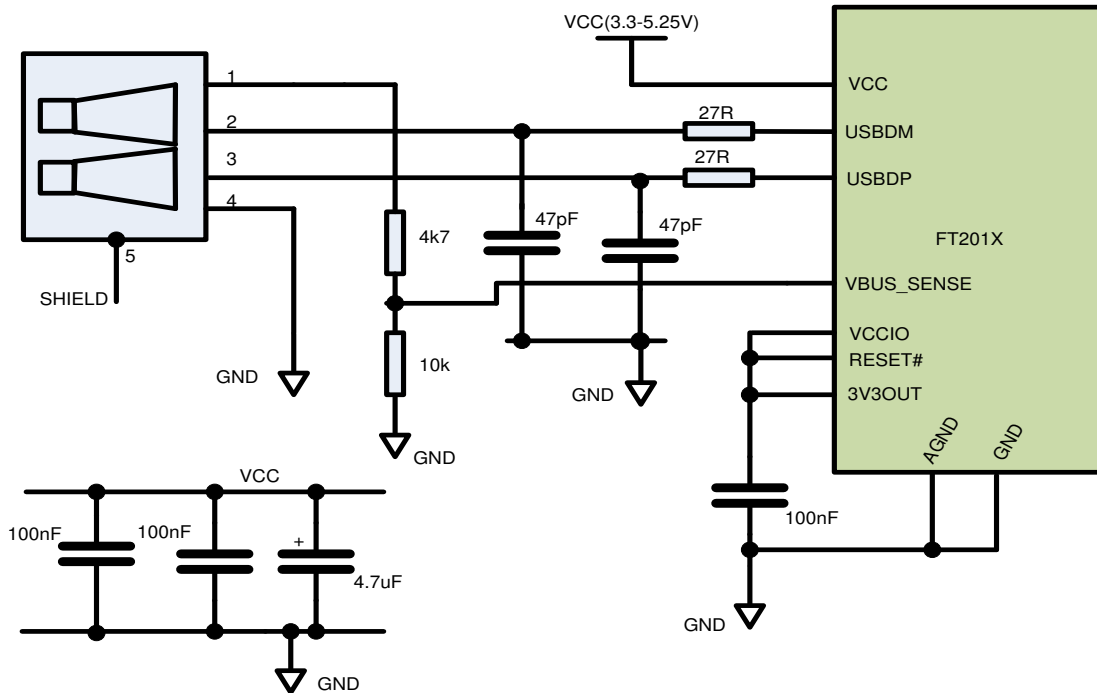 VCC(3.3-5.25V)
1
VCC
27R
2
USBDM
27R
3
USBDP
4
47pF
47pF
4k7
FT201X
5
SHIELD
VBUS_SENSE
VCCIO
RESET#
10k
GND
GND
3V3OUT
AGND
GND
GND
VCC
100nF
100nF
100nF
+
4.7uF
GND
GND